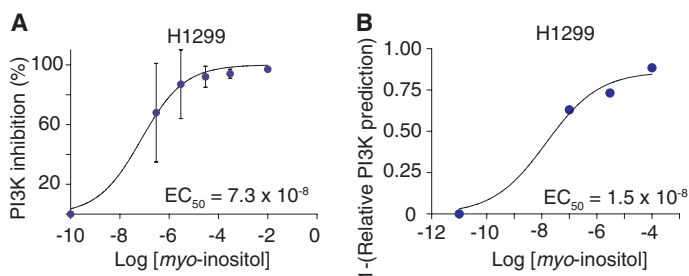 A
H1299
PI3K inhibition (%)
100
60
20
EC50 = 7.3 x 10-8
-10 -8 -6 -4 -2 0
Log [myo-inositol]
B
H1299
1-(Relative PI3K prediction)
1.00
0.75
0.50
0.25
0
EC50 = 1.5 x 10-8
-12 -10 -8 -6 -4
Log [myo-inositol]